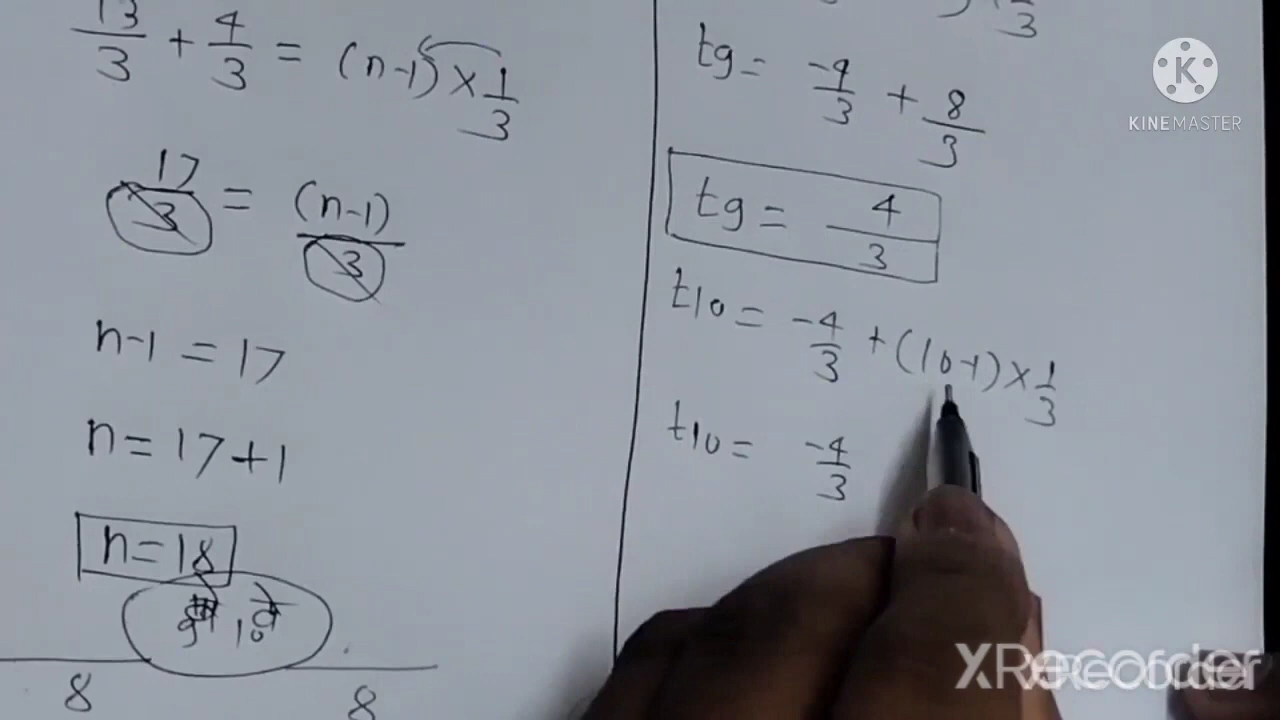 13/3 + 4/3 = (n-1) × 1/3
17/3 = (n-1)/3
n-1 = 17
n = 17+1
n=18
8 8
t9 = -4/3 + 8/3
t9 = 4/3
t10 = -4/3 + (10-1) × 1/3
t10 = -4/3
KINEMASTER
XRecorder